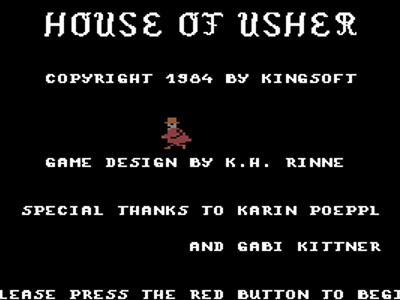 HOUSE OF USHER
COPYRIGHT 1984 BY KINGSOFT
GAME DESIGN BY K.H. RINNE
SPECIAL THANKS TO KARIN POEPPL
AND GABI KITTNER
LEASE PRESS THE RED BUTTON TO BEGI